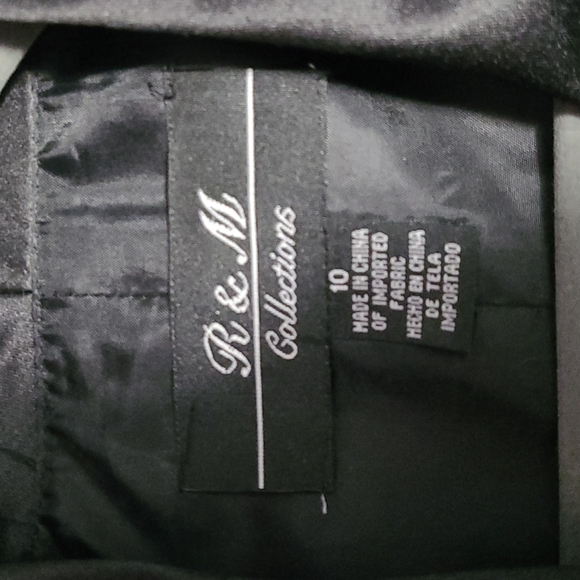 R & M
Collections
10
MADE IN CHINA
OF IMPORTED
FABRIC
HECHO EN CHINA
DE TELA
IMPORTADO